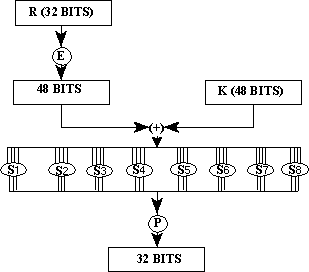 R (32 BITS)
E
48 BITS
K (48 BITS)
(+)
S1 S2 S3 S4 S5 S6 S7 S8
P
32 BITS